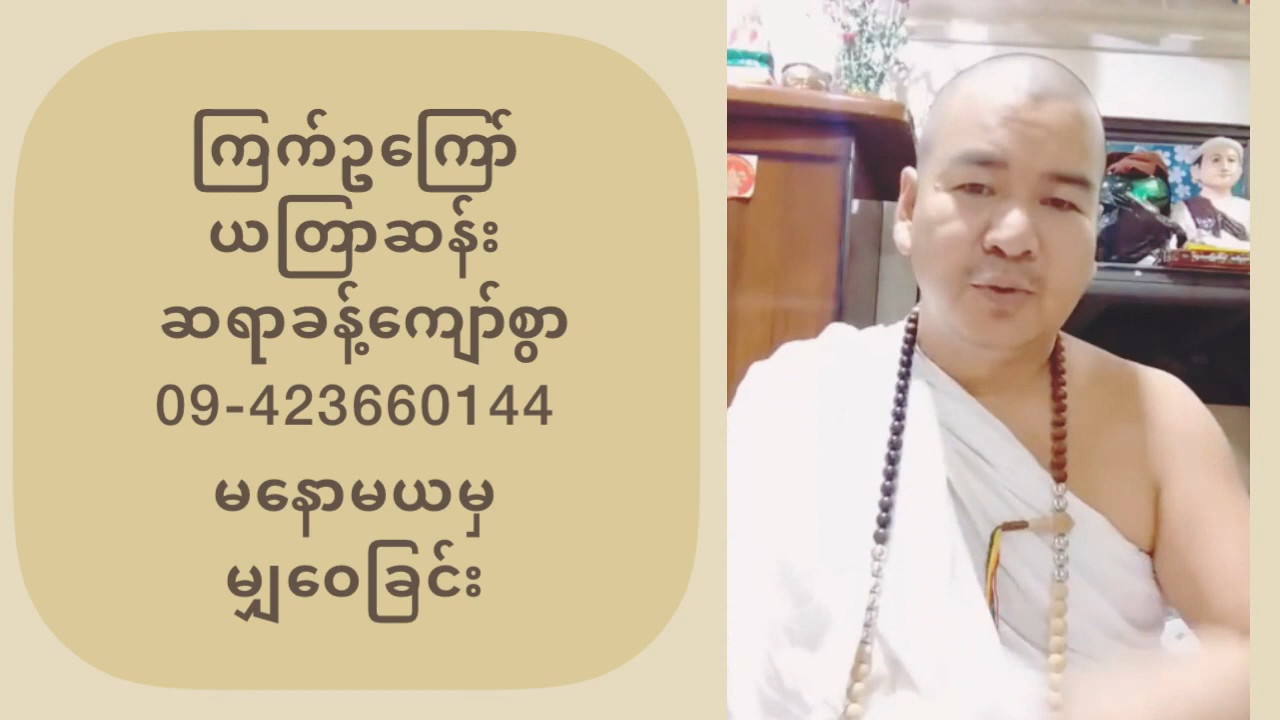 ကြက်ဥကြော်
ယတြာဆန်း
ဆရာခန့်ကျော်စွာ
09-423660144
မနောမယမှ
မျှဝေခြင်း